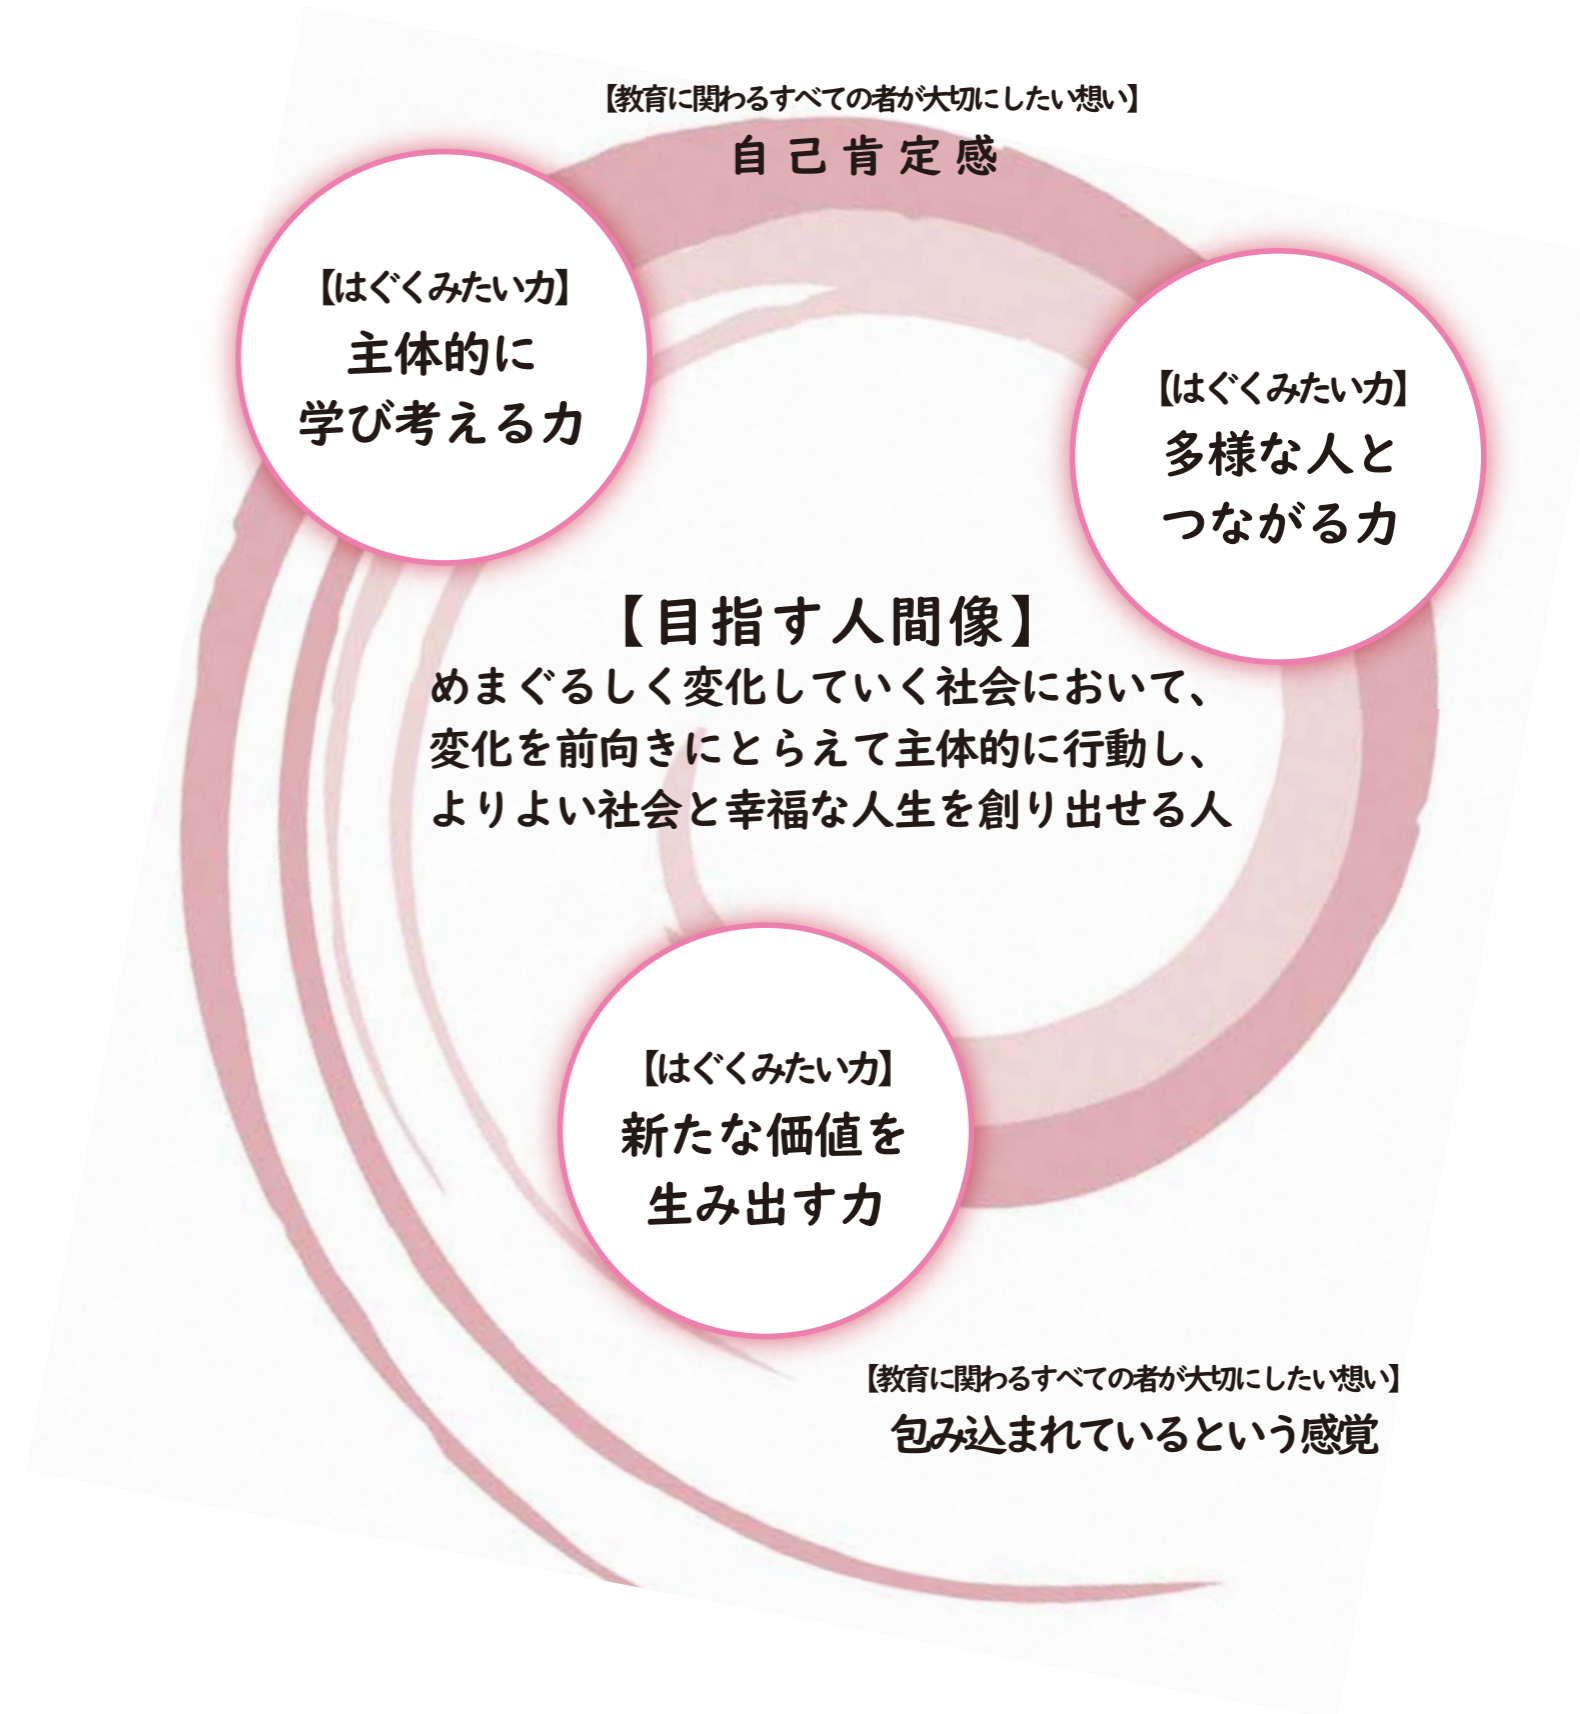 【教育に関わるすべての者が大切にしたい想い】
自己肯定感
【はぐくみたい力】
主体的に
学び考える力
【はぐくみたい力】
多様な人と
つながる力
【目指す人間像】
めまぐるしく変化していく社会において、
変化を前向きにとらえて主体的に行動し、
よりよい社会と幸福な人生を創り出せる人
【はぐくみたい力】
新たな価値を
生み出す力
【教育に関わるすべての者が大切にしたい想い】
包み込まれているという感覚